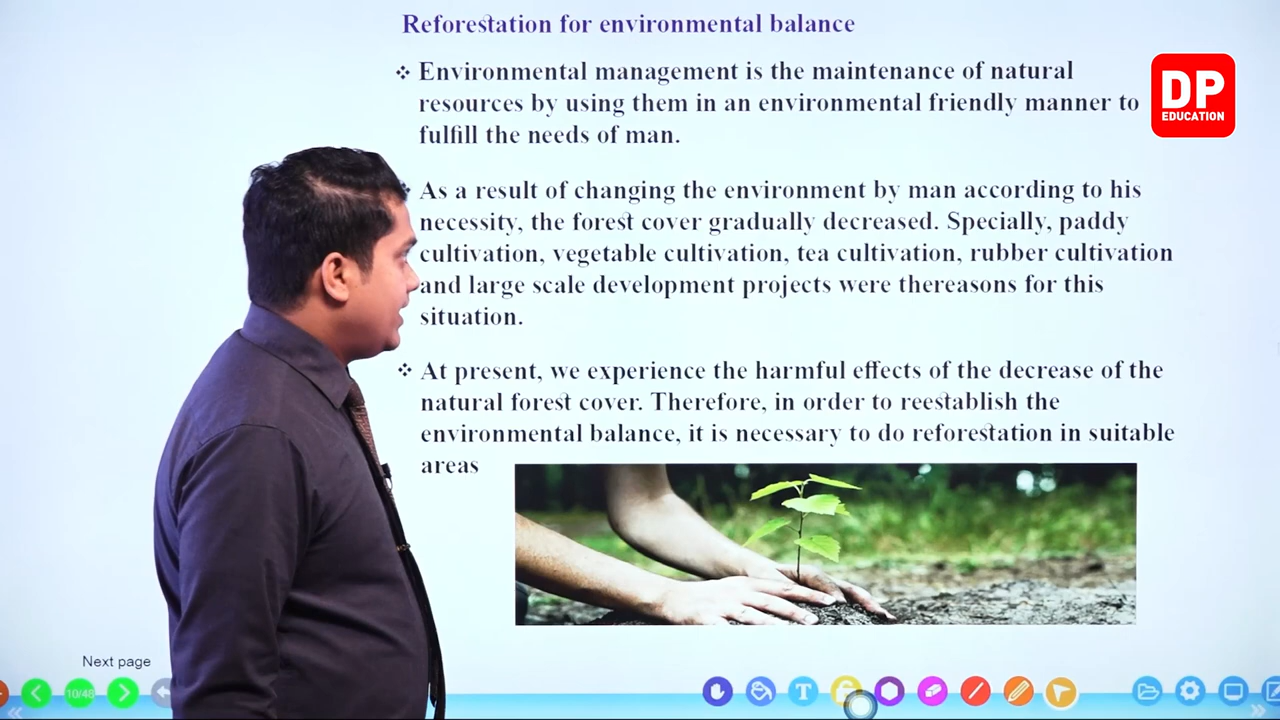 Reforestation for environmental balance
Environmental management is the maintenance of natural
resources by using them in an environmental friendly manner to
fulfill the needs of man.
As a result of changing the environment by man according to his
necessity, the forest cover gradually decreased. Specially, paddy
cultivation, vegetable cultivation, tea cultivation, rubber cultivation
and large scale development projects were thereasons for this
situation.
At present, we experience the harmful effects of the decrease of the
natural forest cover. Therefore, in order to reestablish the
environmental balance, it is necessary to do reforestation in suitable
areas
DP
EDUCATION
Next page
10/48
T